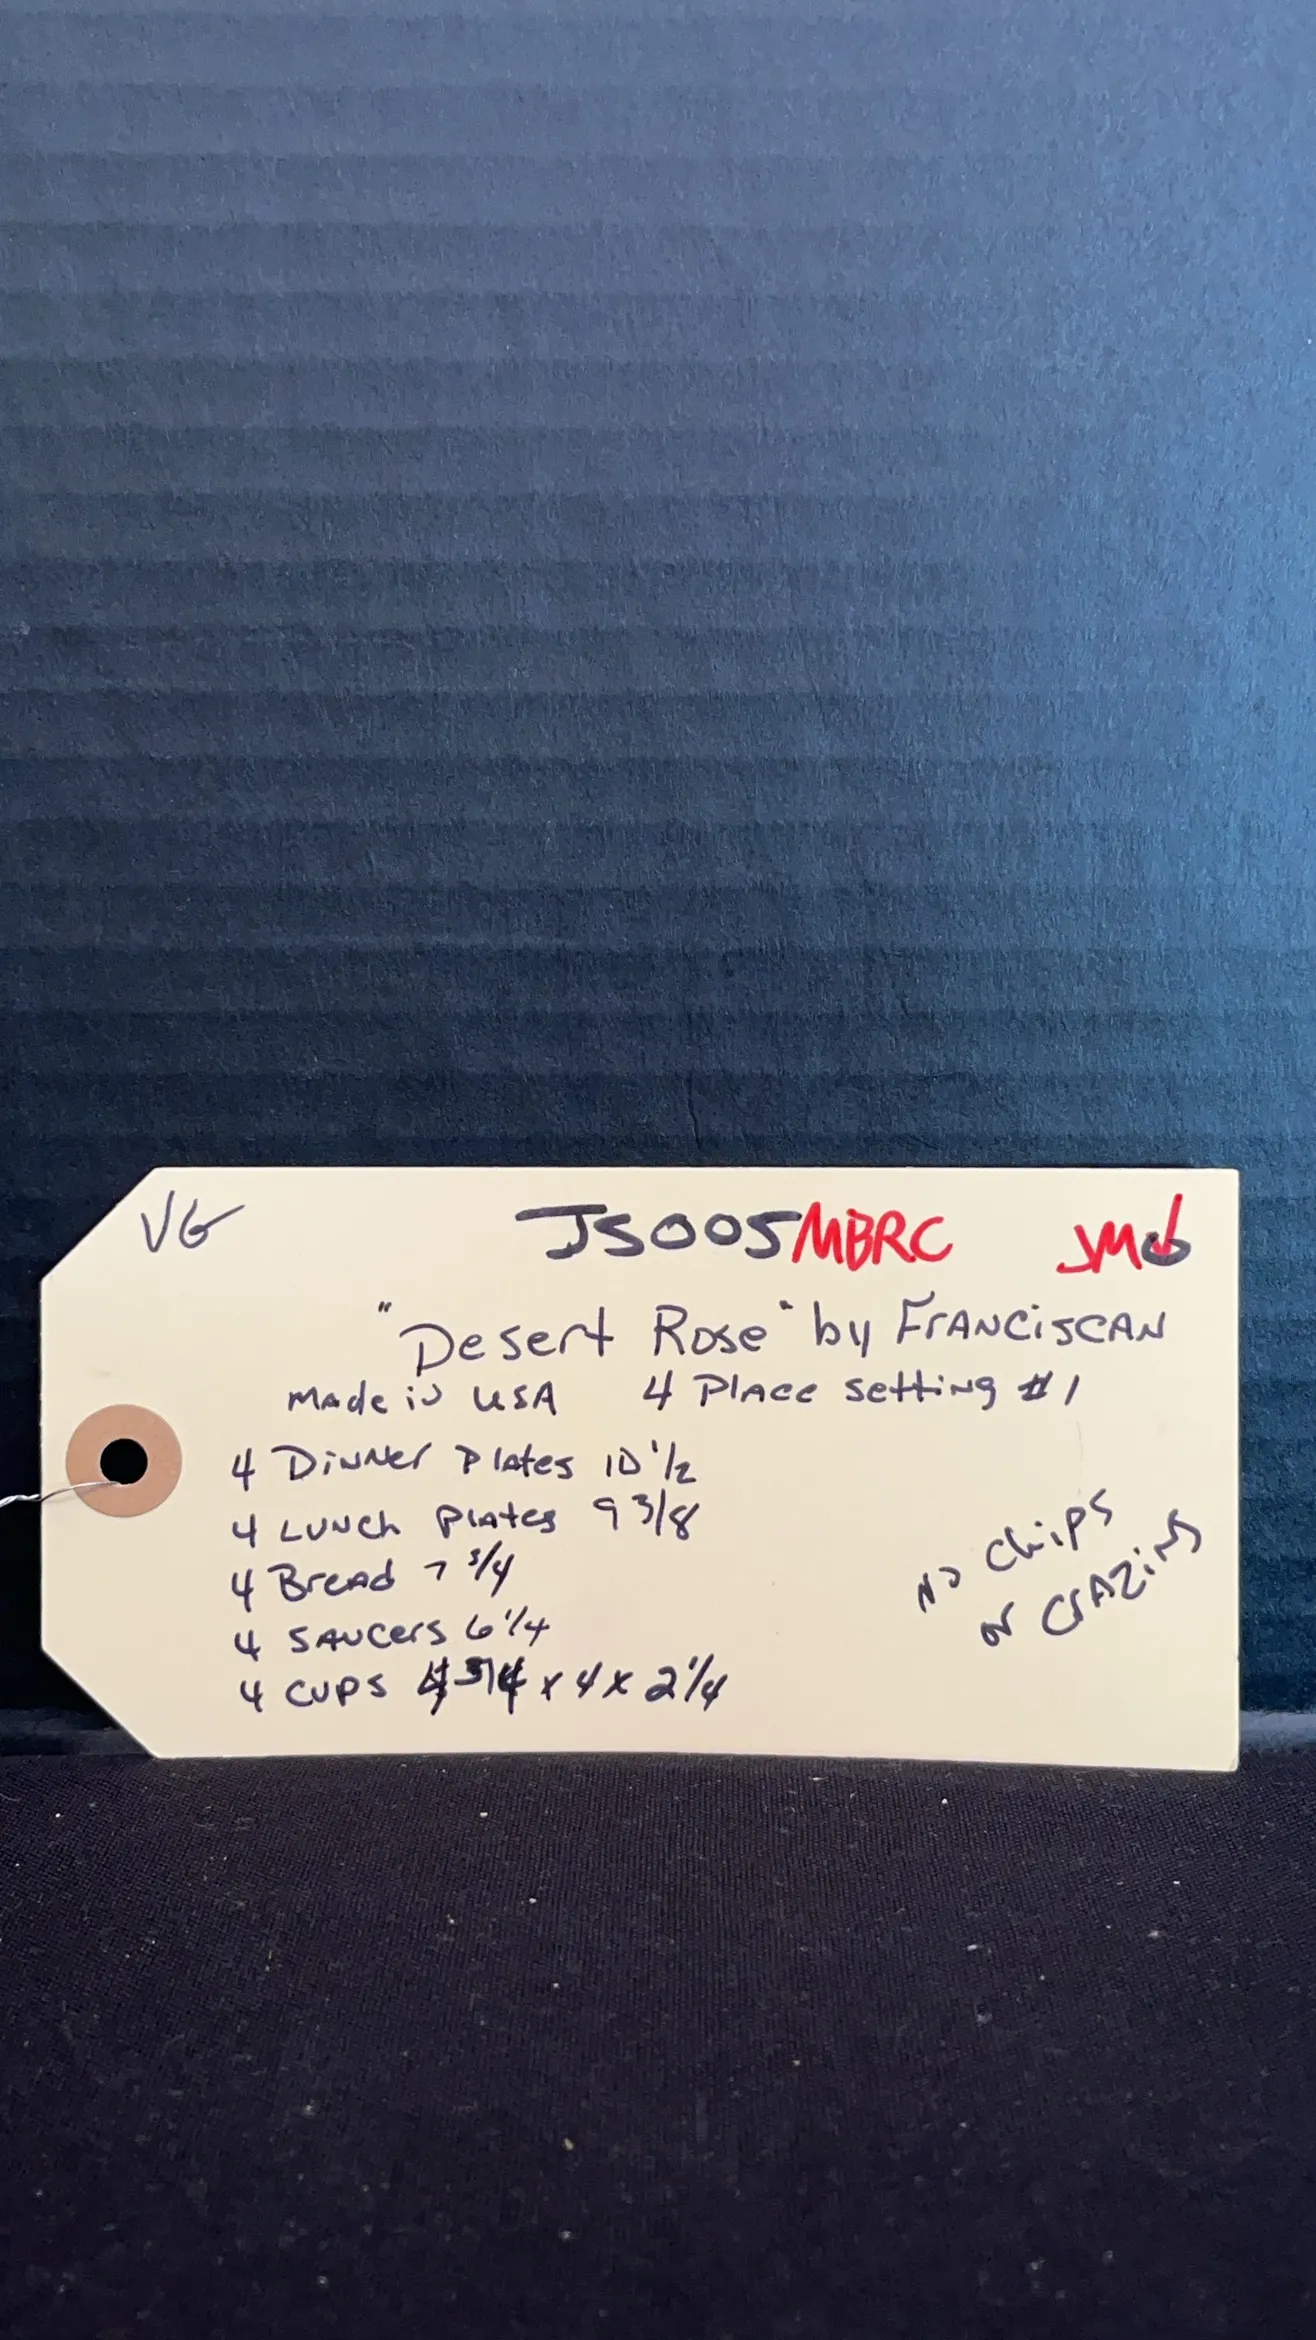 VG JS005MBRC JM
"Desert Rose" by FranciSCAN
Made in USA 4 Place Setting #1
4 Dinner Plates 10 1/2
4 Lunch Plates 9 3/8
4 Bread 7 3/4
4 Saucers 6 1/4
4 Cups x 4 x 2 1/4
No Chips
or Crazing